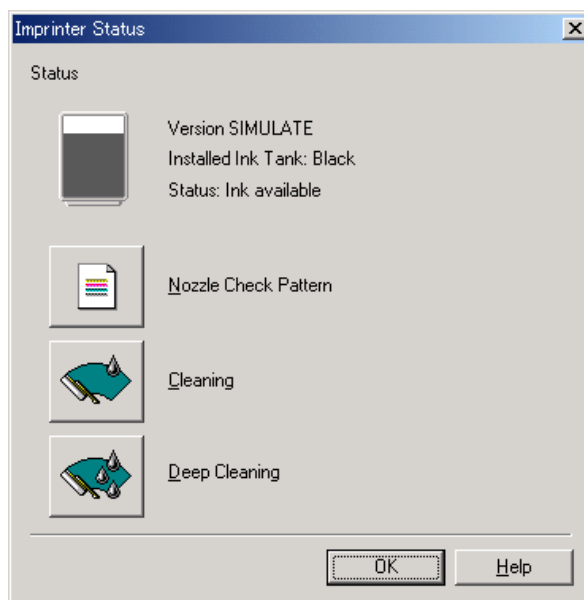 Imprinter Status
Status
Version SIMULATE
Installed Ink Tank: Black
Status: Ink available
Nozzle Check Pattern
Cleaning
Deep Cleaning
OK
Help